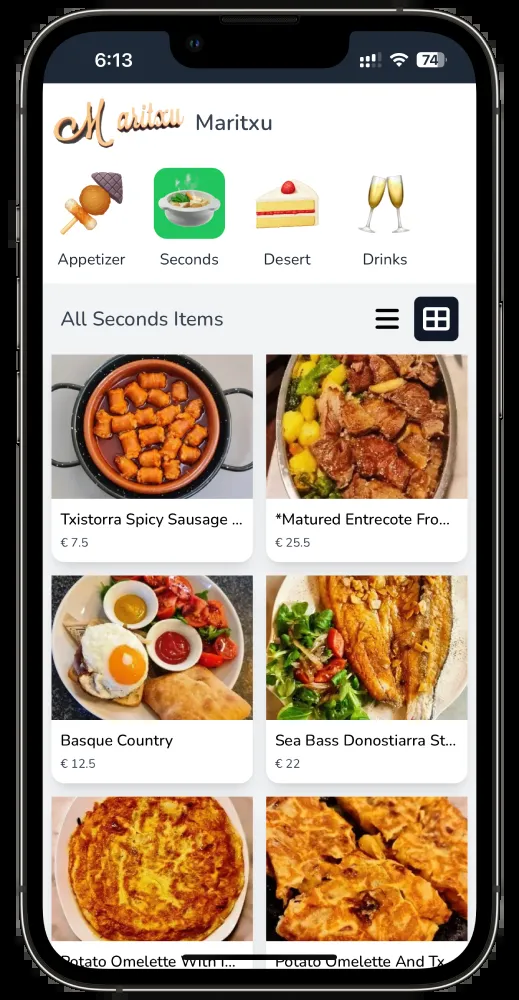 6:13
74
Maritxu Maritxu
Appetizer Seconds Desert Drinks
All Seconds Items
Txistorra Spicy Sausage ... *Matured Entrecote Fro...
€ 7.5 € 25.5
Basque Country Sea Bass Donostiarra St...
€ 12.5 € 22
Potato Omelette With I... Potato Omelette And Tx...